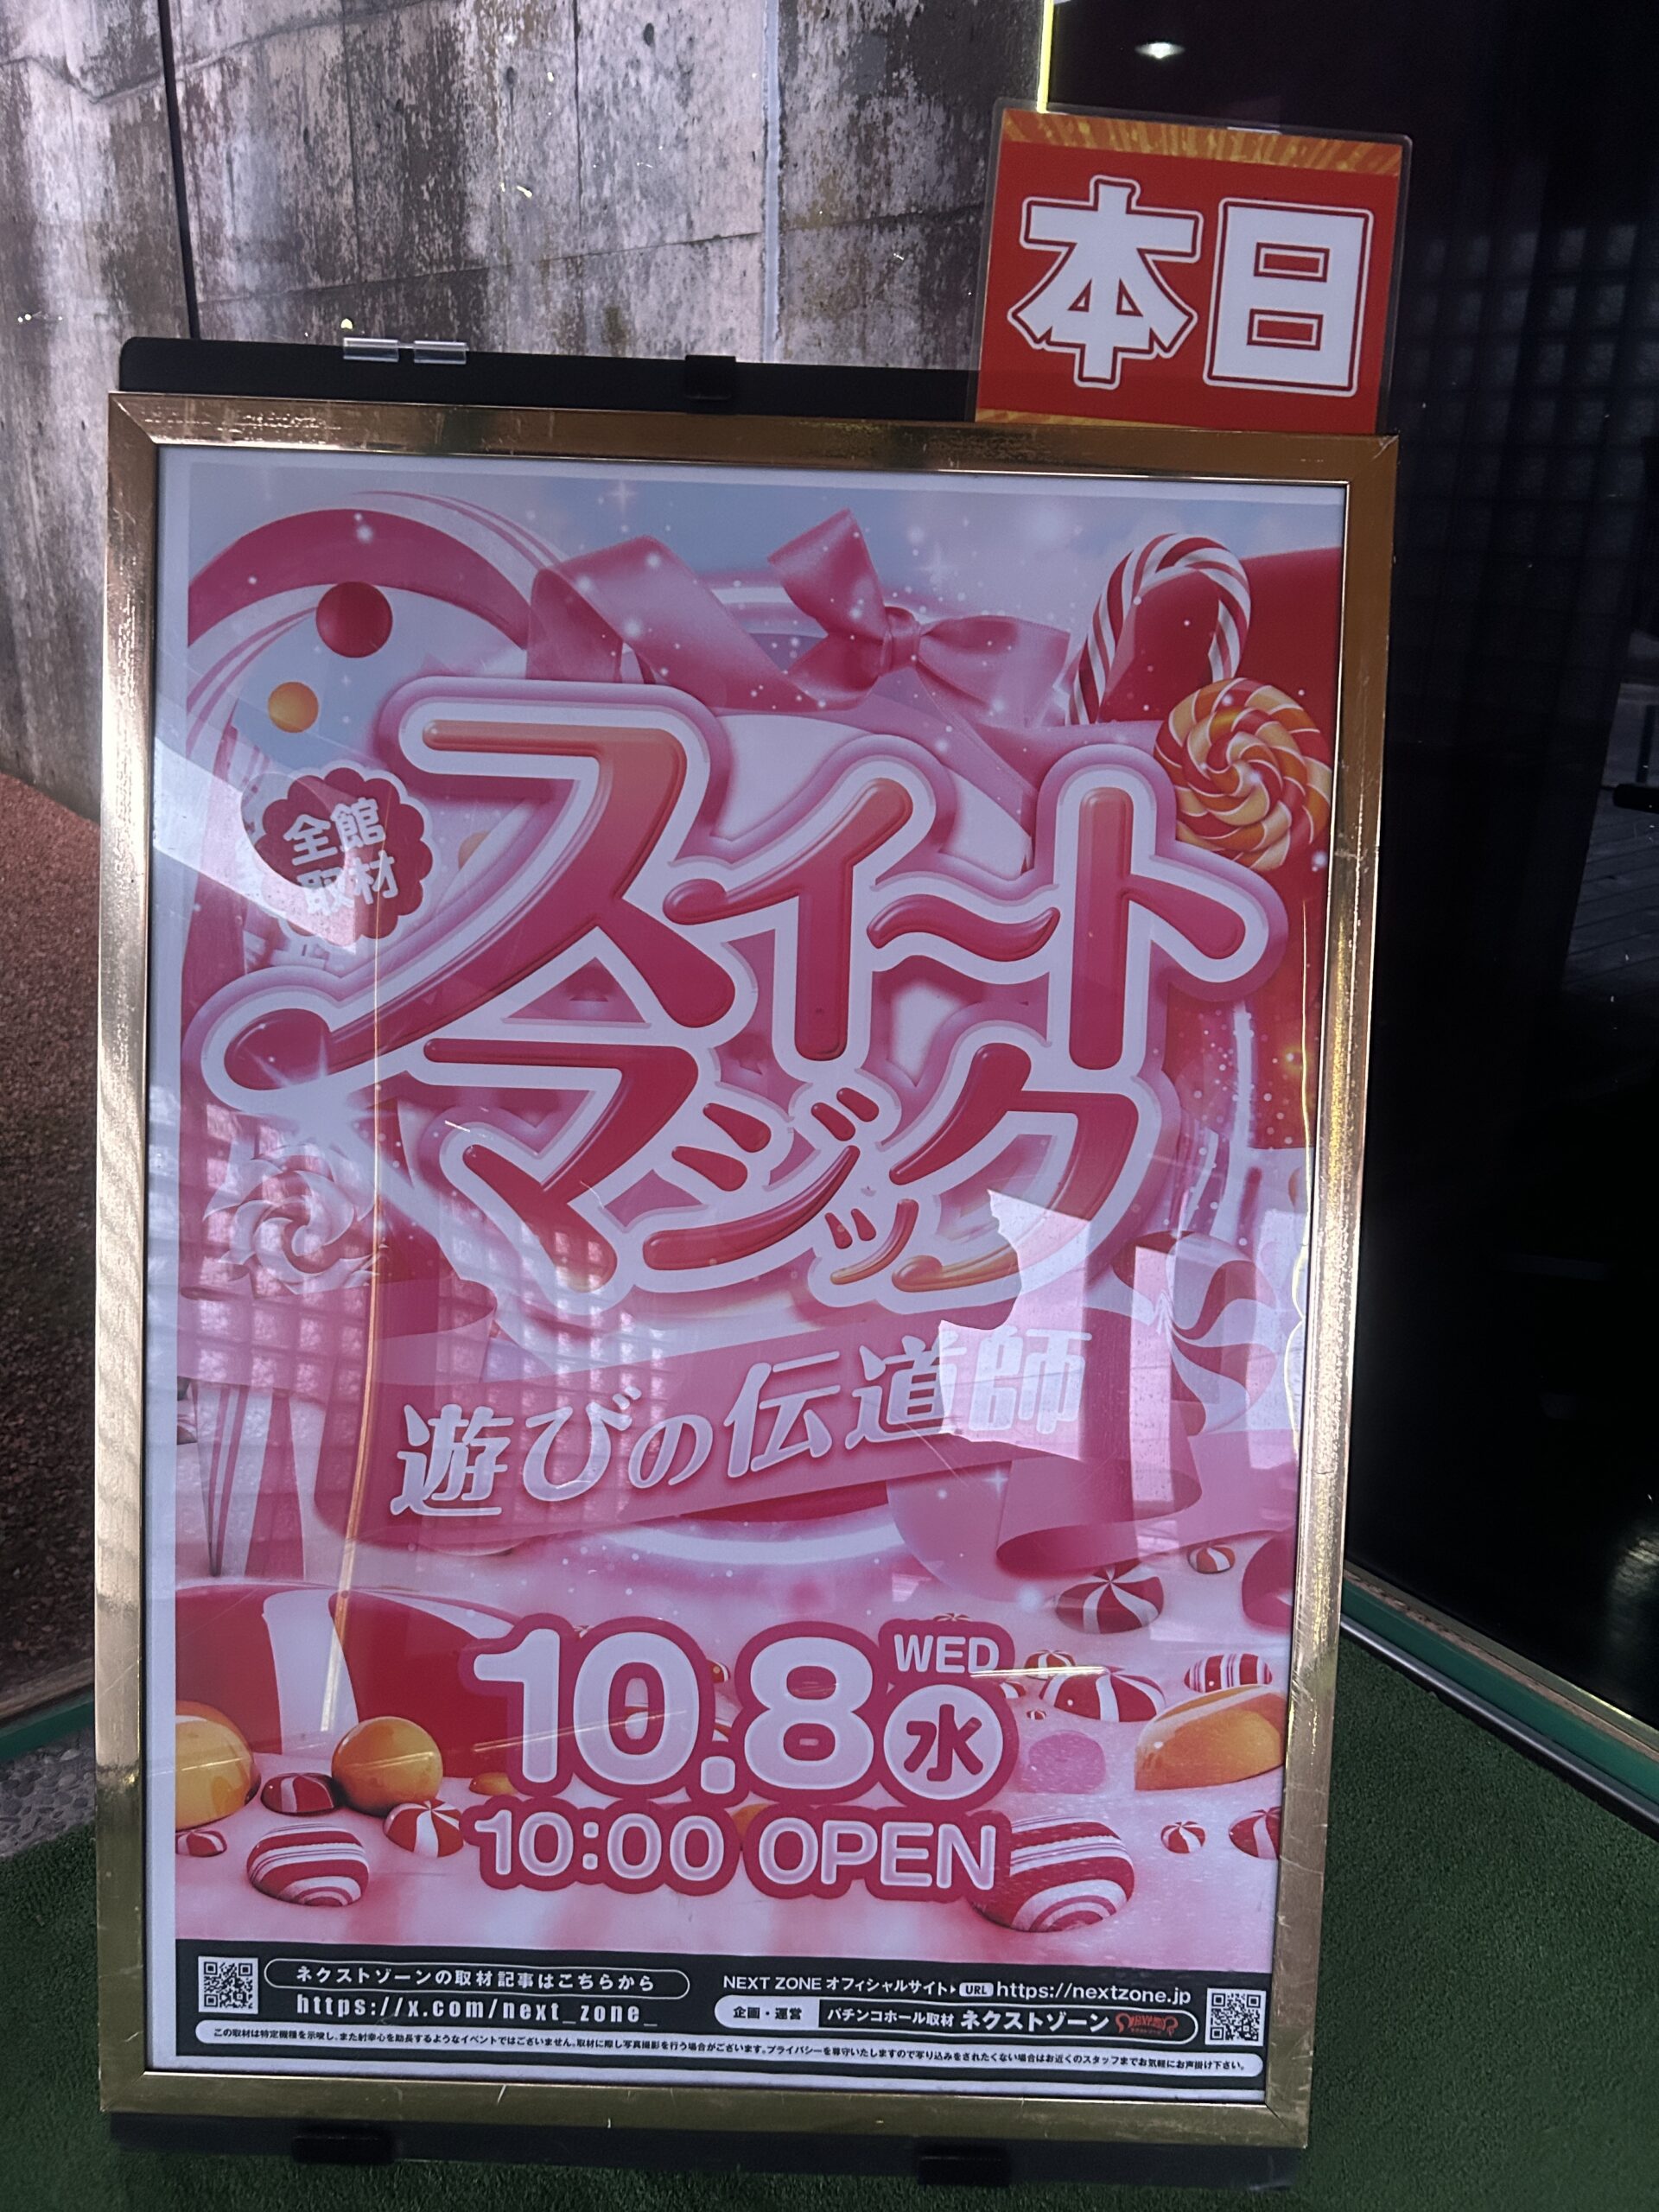 本日
全館
取材
スイート
マジック
遊びの伝道師
10.8 WED
水
10:00 OPEN
ネクストゾーンの取材記事はこちらから
https://x.com/next_zone_
NEXT ZONE オフィシャルサイト URL https://nextzone.jp
企画・運営 パチンコホール取材 ネクストゾーン
この取材は特定機種を示唆し、また射幸心を助長するようなイベントではございません。取材に際し写真撮影を行う場合がございます。プライバシーを尊守いたしますので写り込みをされたくない場合はお近くのスタッフまでお気軽にお声掛け下さい。